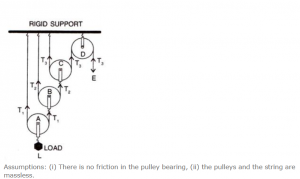 RIGID SUPPORT
D
T3 T3 T3
C
E
T2 T2
B
T1 T1
A
LOAD
L
Assumptions: (i) There is no friction in the pulley bearing, (ii) the pulleys and the string are
massless.